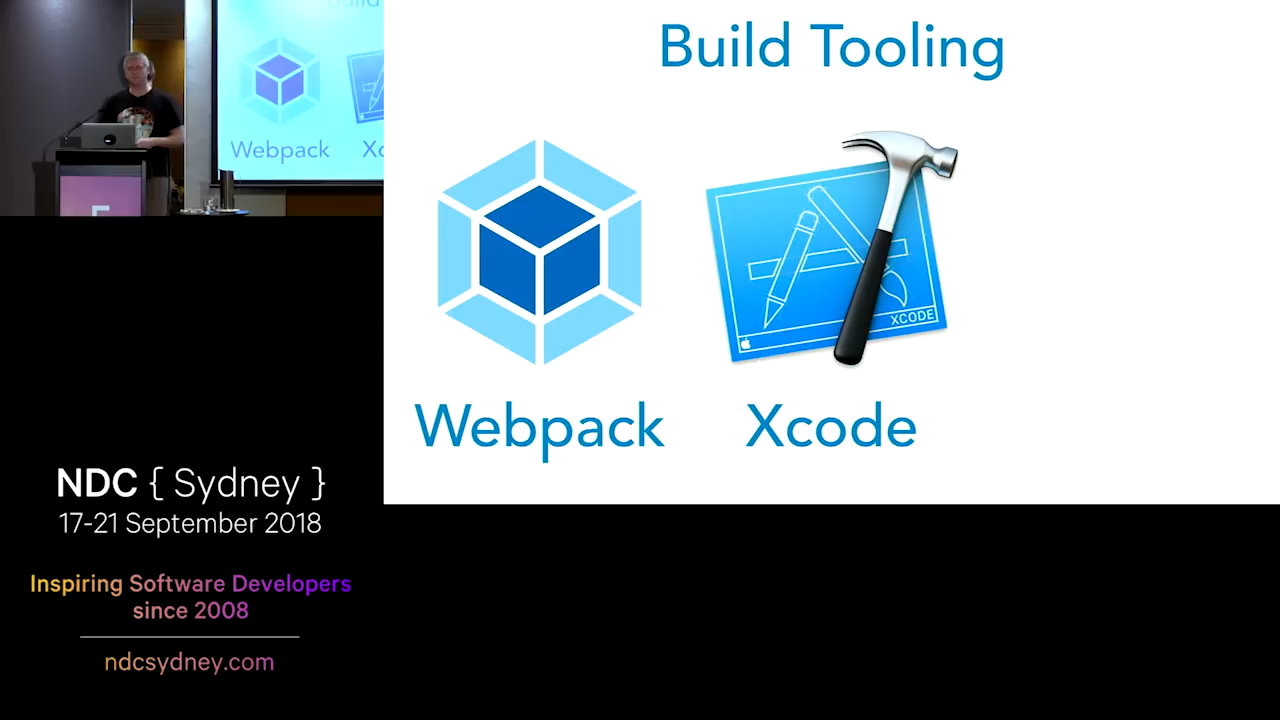 Build Tooling
Webpack
Xc
XCODE
Webpack Xcode
NDC { Sydney }
17-21 September 2018
Inspiring Software Developers
since 2008
ndcsydney.com